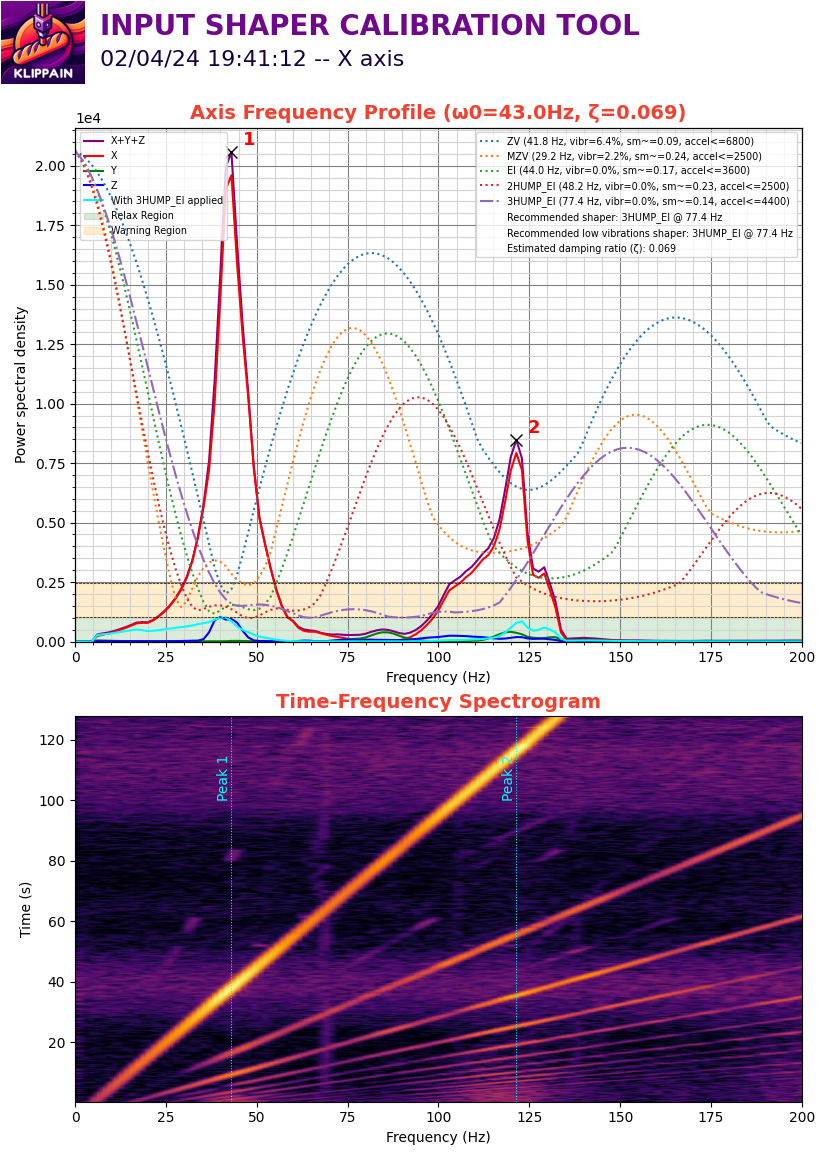 INPUT SHAPER CALIBRATION TOOL
02/04/24 19:41:12 -- X axis
KLIPPAIN
Axis Frequency Profile (ω0=43.0Hz, ζ=0.069)
1e4
X+Y+Z
X
Y
Z
With 3HUMP_EI applied
Relax Region
Warning Region
1
2
ZV (41.8 Hz, vibr=6.4%, sm~=0.09, accel<=6800)
MZV (29.2 Hz, vibr=2.2%, sm~=0.24, accel<=2500)
EI (44.0 Hz, vibr=0.0%, sm~=0.17, accel<=3600)
2HUMP_EI (48.2 Hz, vibr=0.0%, sm~=0.23, accel<=2500)
3HUMP_EI (77.4 Hz, vibr=0.0%, sm~=0.14, accel<=4400)
Recommended shaper: 3HUMP_EI @ 77.4 Hz
Recommended low vibrations shaper: 3HUMP_EI @ 77.4 Hz
Estimated damping ratio (ζ): 0.069
Power spectral density
2.00
1.75
1.50
1.25
1.00
0.75
0.50
0.25
0.00
0 25 50 75 100 125 150 175 200
Frequency (Hz)
Time-Frequency Spectrogram
Time (s)
120
100
80
60
40
20
Peak 1
Peak 2
0 25 50 75 100 125 150 175 200
Frequency (Hz)